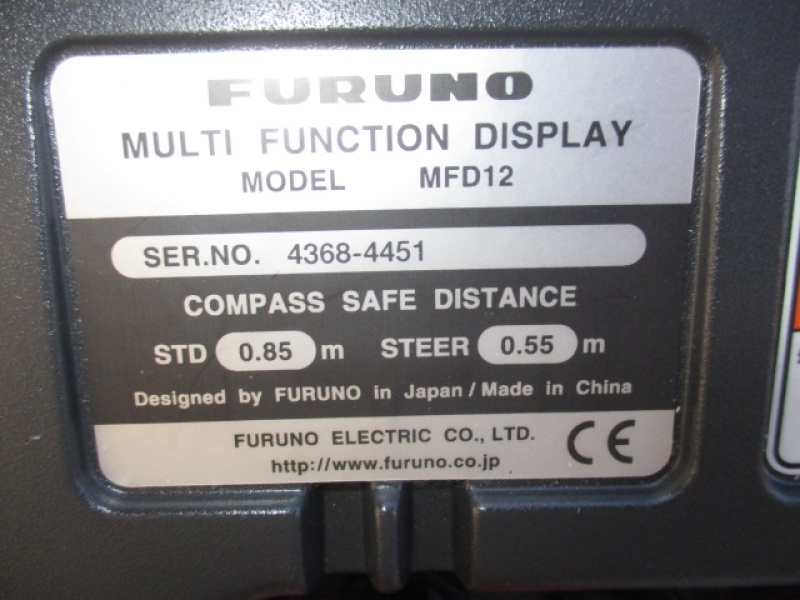 FURUNO
MULTI FUNCTION DISPLAY
MODEL MFD12
SER.NO. 4368-4451
COMPASS SAFE DISTANCE
STD 0.85 m STEER 0.55 m
Designed by FURUNO in Japan / Made in China
FURUNO ELECTRIC CO., LTD. CE
http://www.furuno.co.jp